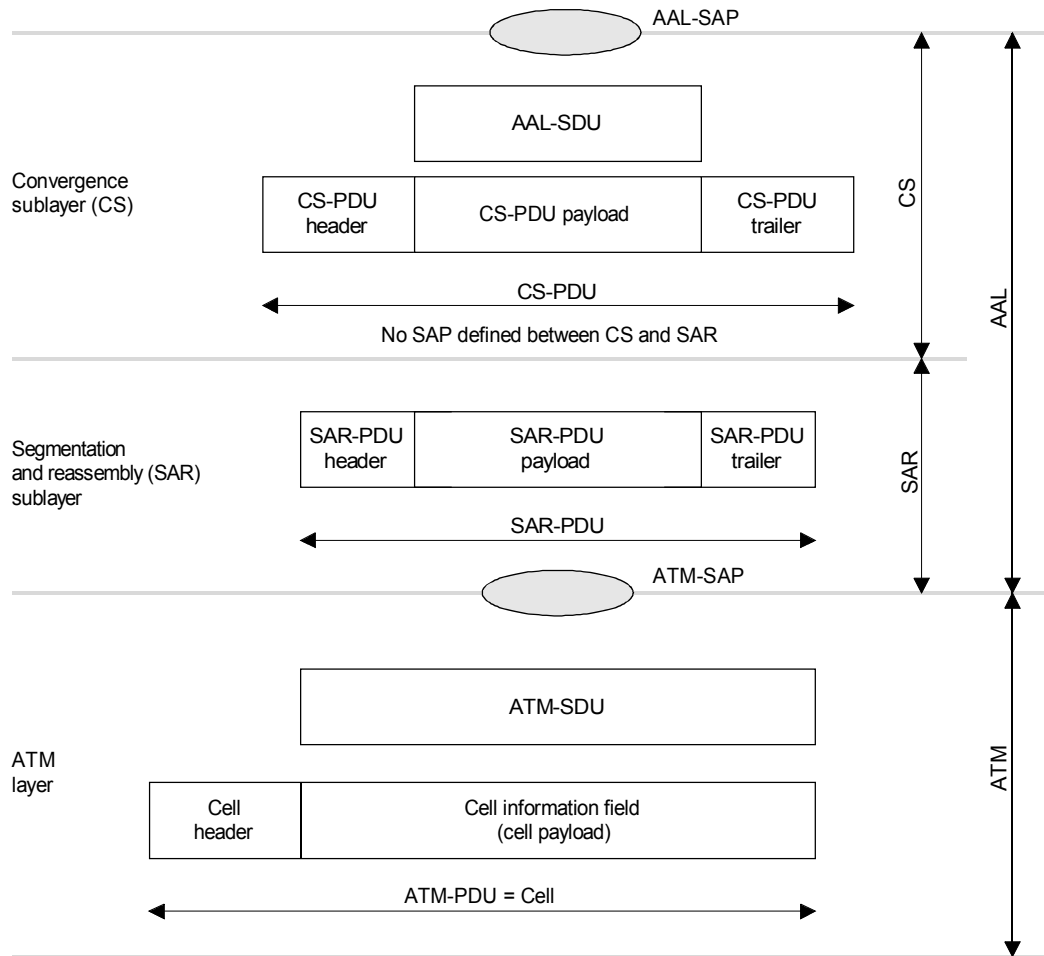 AAL-SAP
AAL-SDU
Convergence
sublayer (CS)
CS-PDU
header
CS-PDU payload
CS-PDU
trailer
CS
CS-PDU
No SAP defined between CS and SAR
AAL
Segmentation
and reassembly (SAR)
sublayer
SAR-PDU
header
SAR-PDU
payload
SAR-PDU
trailer
SAR
SAR-PDU
ATM-SAP
ATM-SDU
ATM
layer
Cell
header
Cell information field
(cell payload)
ATM
ATM-PDU = Cell